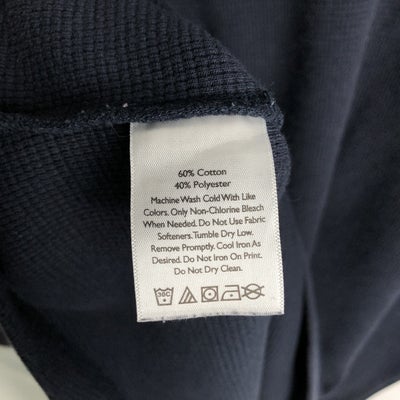 60% Cotton
40% Polyester
Machine Wash Cold With Like
Colors. Only Non-Chlorine Bleach
When Needed. Do Not Use Fabric
Softeners. Tumble Dry Low.
Remove Promptly. Cool Iron As
Desired. Do Not Iron On Print.
Do Not Dry Clean.
30C